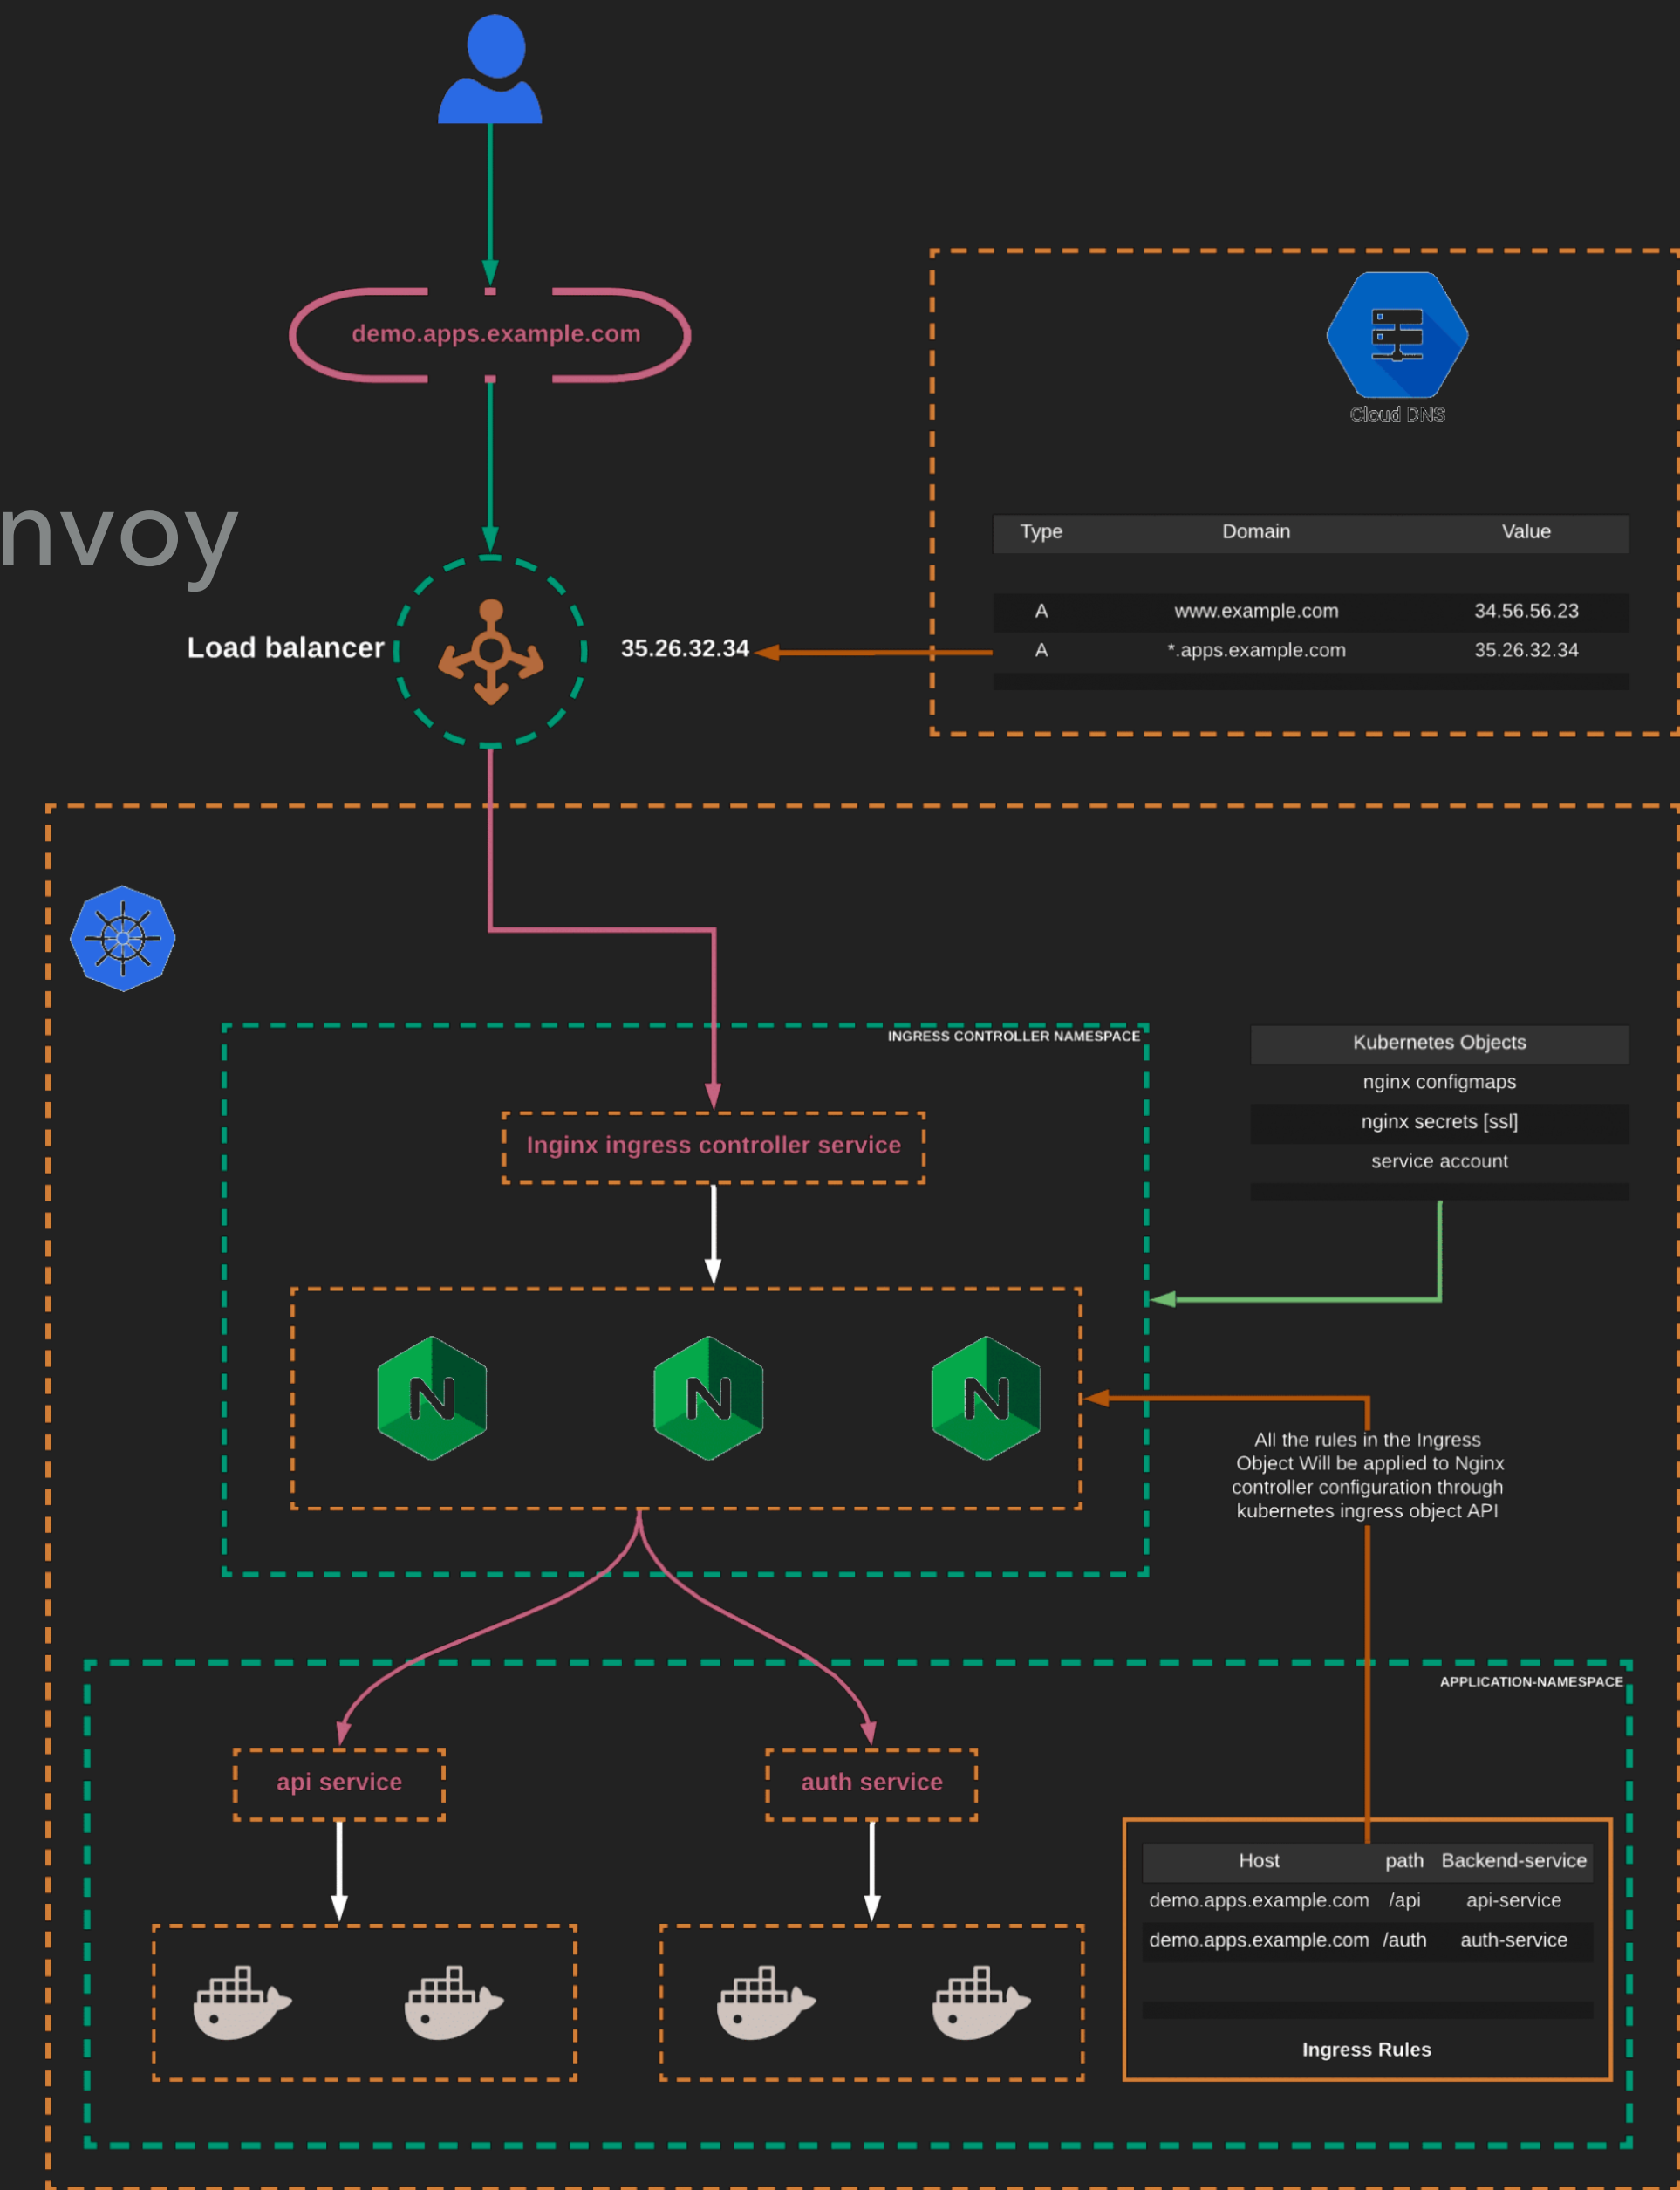 demo.apps.example.com
Cloud DNS
nvoy
Type Domain Value
A www.example.com 34.56.56.23
A *.apps.example.com 35.26.32.34
Load balancer
35.26.32.34
INGRESS CONTROLLER NAMESPACE
Kubernetes Objects
nginx configmaps
nginx secrets [ssl]
service account
Inginx ingress controller service
N N N
All the rules in the Ingress
Object Will be applied to Nginx
controller configuration through
kubernetes ingress object API
APPLICATION-NAMESPACE
api service
auth service
Host path Backend-service
demo.apps.example.com /api api-service
demo.apps.example.com /auth auth-service
Ingress Rules